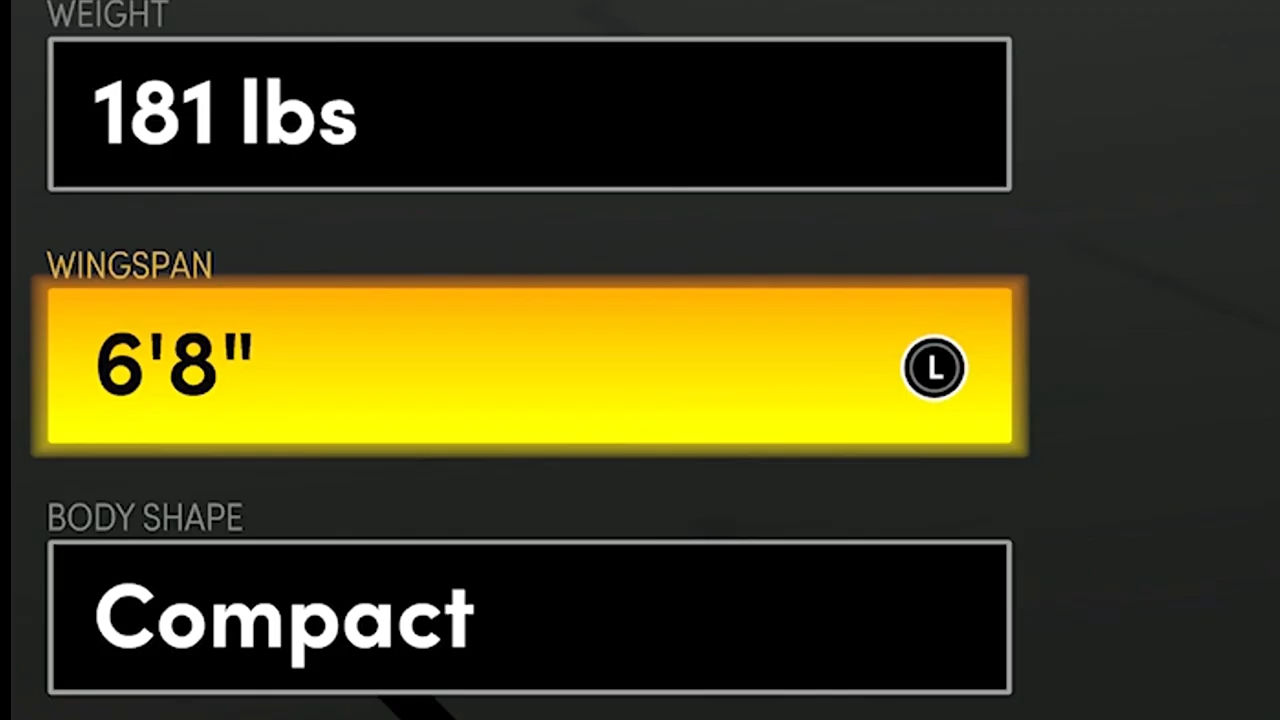 WEIGHT
181 lbs
WINGSPAN
6'8"
L
BODY SHAPE
Compact